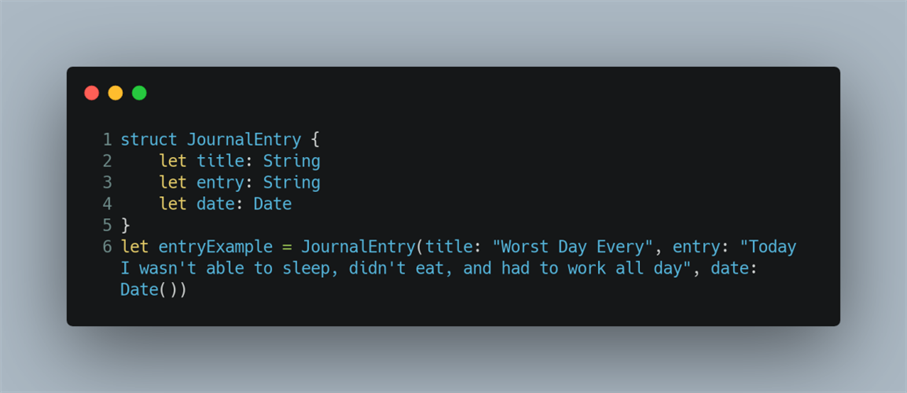 1 struct JournalEntry {
2     let title: String
3     let entry: String
4     let date: Date
5 }
6 let entryExample = JournalEntry(title: "Worst Day Every", entry: "Today
I wasn't able to sleep, didn't eat, and had to work all day", date:
Date())